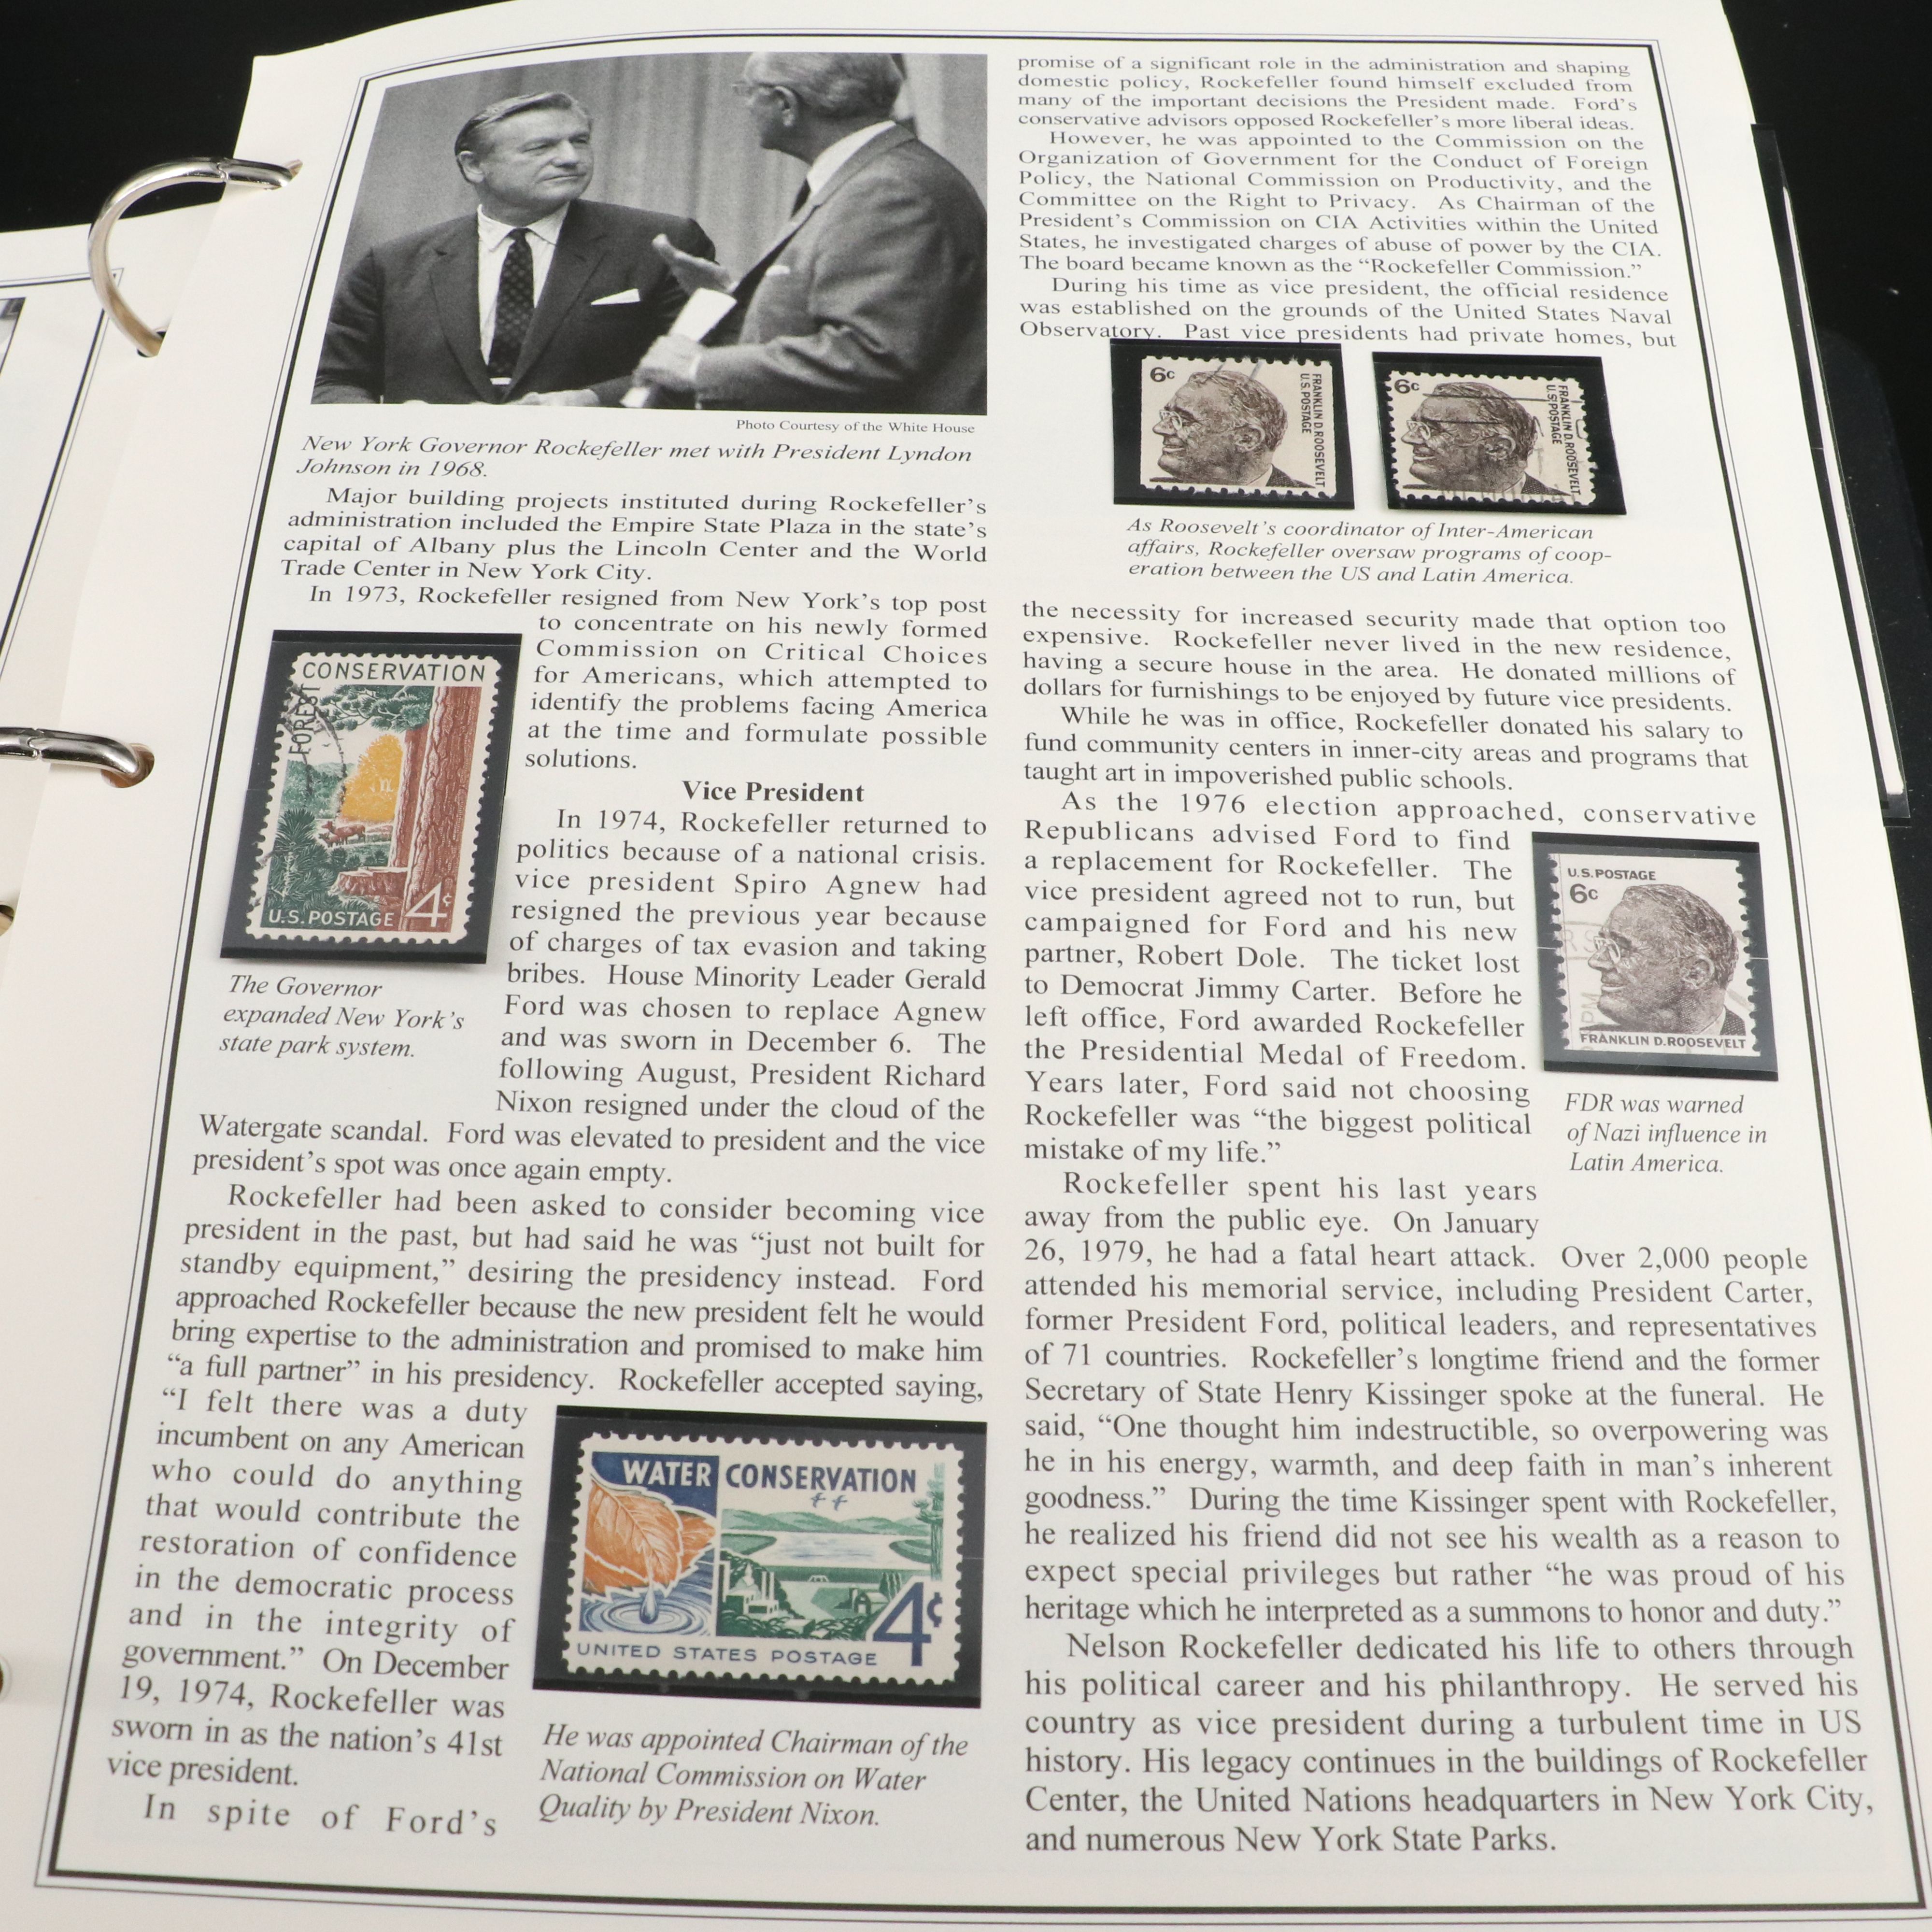 Photo Courtesy of the White House
New York Governor Rockefeller met with President Lyndon
Johnson in 1968.
Major building projects instituted during Rockefeller's
administration included the Empire State Plaza in the state's
capital of Albany plus the Lincoln Center and the World
Trade Center in New York City.
In 1973, Rockefeller resigned from New York's top post
to concentrate on his newly formed
Commission on Critical Choices
for Americans, which attempted to
identify the problems facing America
at the time and formulate possible
solutions.
FOREST
CONSERVATION
U.S. POSTAGE 4¢
The Governor
expanded New York's
state park system.
Vice President
In 1974, Rockefeller returned to
politics because of a national crisis.
vice president Spiro Agnew had
resigned the previous year because
of charges of tax evasion and taking
bribes. House Minority Leader Gerald
Ford was chosen to replace Agnew
and was sworn in December 6. The
following August, President Richard
Nixon resigned under the cloud of the
Watergate scandal. Ford was elevated to president and the vice
president's spot was once again empty.
Rockefeller had been asked to consider becoming vice
president in the past, but had said he was “just not built for
standby equipment,” desiring the presidency instead. Ford
approached Rockefeller because the new president felt he would
bring expertise to the administration and promised to make him
“a full partner” in his presidency. Rockefeller accepted saying,
“I felt there was a duty
incumbent on any American
who could do anything
that would contribute the
restoration of confidence
in the democratic process
and in the integrity of
government.” On December
19, 1974, Rockefeller was
sworn in as the nation's 41st
vice president.
In spite of Ford's
WATER CONSERVATION
4¢
UNITED STATES POSTAGE
He was appointed Chairman of the
National Commission on Water
Quality by President Nixon.
promise of a significant role in the administration and shaping
domestic policy, Rockefeller found himself excluded from
many of the important decisions the President made. Ford's
conservative advisors opposed Rockefeller's more liberal ideas.
However, he was appointed to the Commission on the
Organization of Government for the Conduct of Foreign
Policy, the National Commission on Productivity, and the
Committee on the Right to Privacy. As Chairman of the
President's Commission on CIA Activities within the United
States, he investigated charges of abuse of power by the CIA.
The board became known as the “Rockefeller Commission.”
During his time as vice president, the official residence
was established on the grounds of the United States Naval
Observatory. Past vice presidents had private homes, but
6c
FRANKLIN D. ROOSEVELT
U.S. POSTAGE
6c
FRANKLIN D. ROOSEVELT
U.S. POSTAGE
As Roosevelt's coordinator of Inter-American
affairs, Rockefeller oversaw programs of coop-
eration between the US and Latin America.
the necessity for increased security made that option too
expensive. Rockefeller never lived in the new residence,
having a secure house in the area. He donated millions of
dollars for furnishings to be enjoyed by future vice presidents.
While he was in office, Rockefeller donated his salary to
fund community centers in inner-city areas and programs that
taught art in impoverished public schools.
As the 1976 election approached, conservative
Republicans advised Ford to find
a replacement for Rockefeller. The
vice president agreed not to run, but
campaigned for Ford and his new
partner, Robert Dole. The ticket lost
to Democrat Jimmy Carter. Before he
left office, Ford awarded Rockefeller
the Presidential Medal of Freedom.
Years later, Ford said not choosing
Rockefeller was “the biggest political
mistake of my life.”
U.S. POSTAGE
6c
FRANKLIN D. ROOSEVELT
FDR was warned
of Nazi influence in
Latin America.
Rockefeller spent his last years
away from the public eye. On January
26, 1979, he had a fatal heart attack. Over 2,000 people
attended his memorial service, including President Carter,
former President Ford, political leaders, and representatives
of 71 countries. Rockefeller's longtime friend and the former
Secretary of State Henry Kissinger spoke at the funeral. He
said, “One thought him indestructible, so overpowering was
he in his energy, warmth, and deep faith in man's inherent
goodness.” During the time Kissinger spent with Rockefeller,
he realized his friend did not see his wealth as a reason to
expect special privileges but rather “he was proud of his
heritage which he interpreted as a summons to honor and duty.”
Nelson Rockefeller dedicated his life to others through
his political career and his philanthropy. He served his
country as vice president during a turbulent time in US
history. His legacy continues in the buildings of Rockefeller
Center, the United Nations headquarters in New York City,
and numerous New York State Parks.